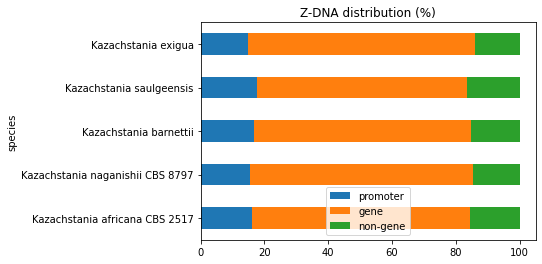 Z-DNA distribution (%)
Kazachstania exigua
Kazachstania saulgeensis
Kazachstania barnettii
Kazachstania naganishii CBS 8797
Kazachstania africana CBS 2517
species
promoter
gene
non-gene
0 20 40 60 80 100